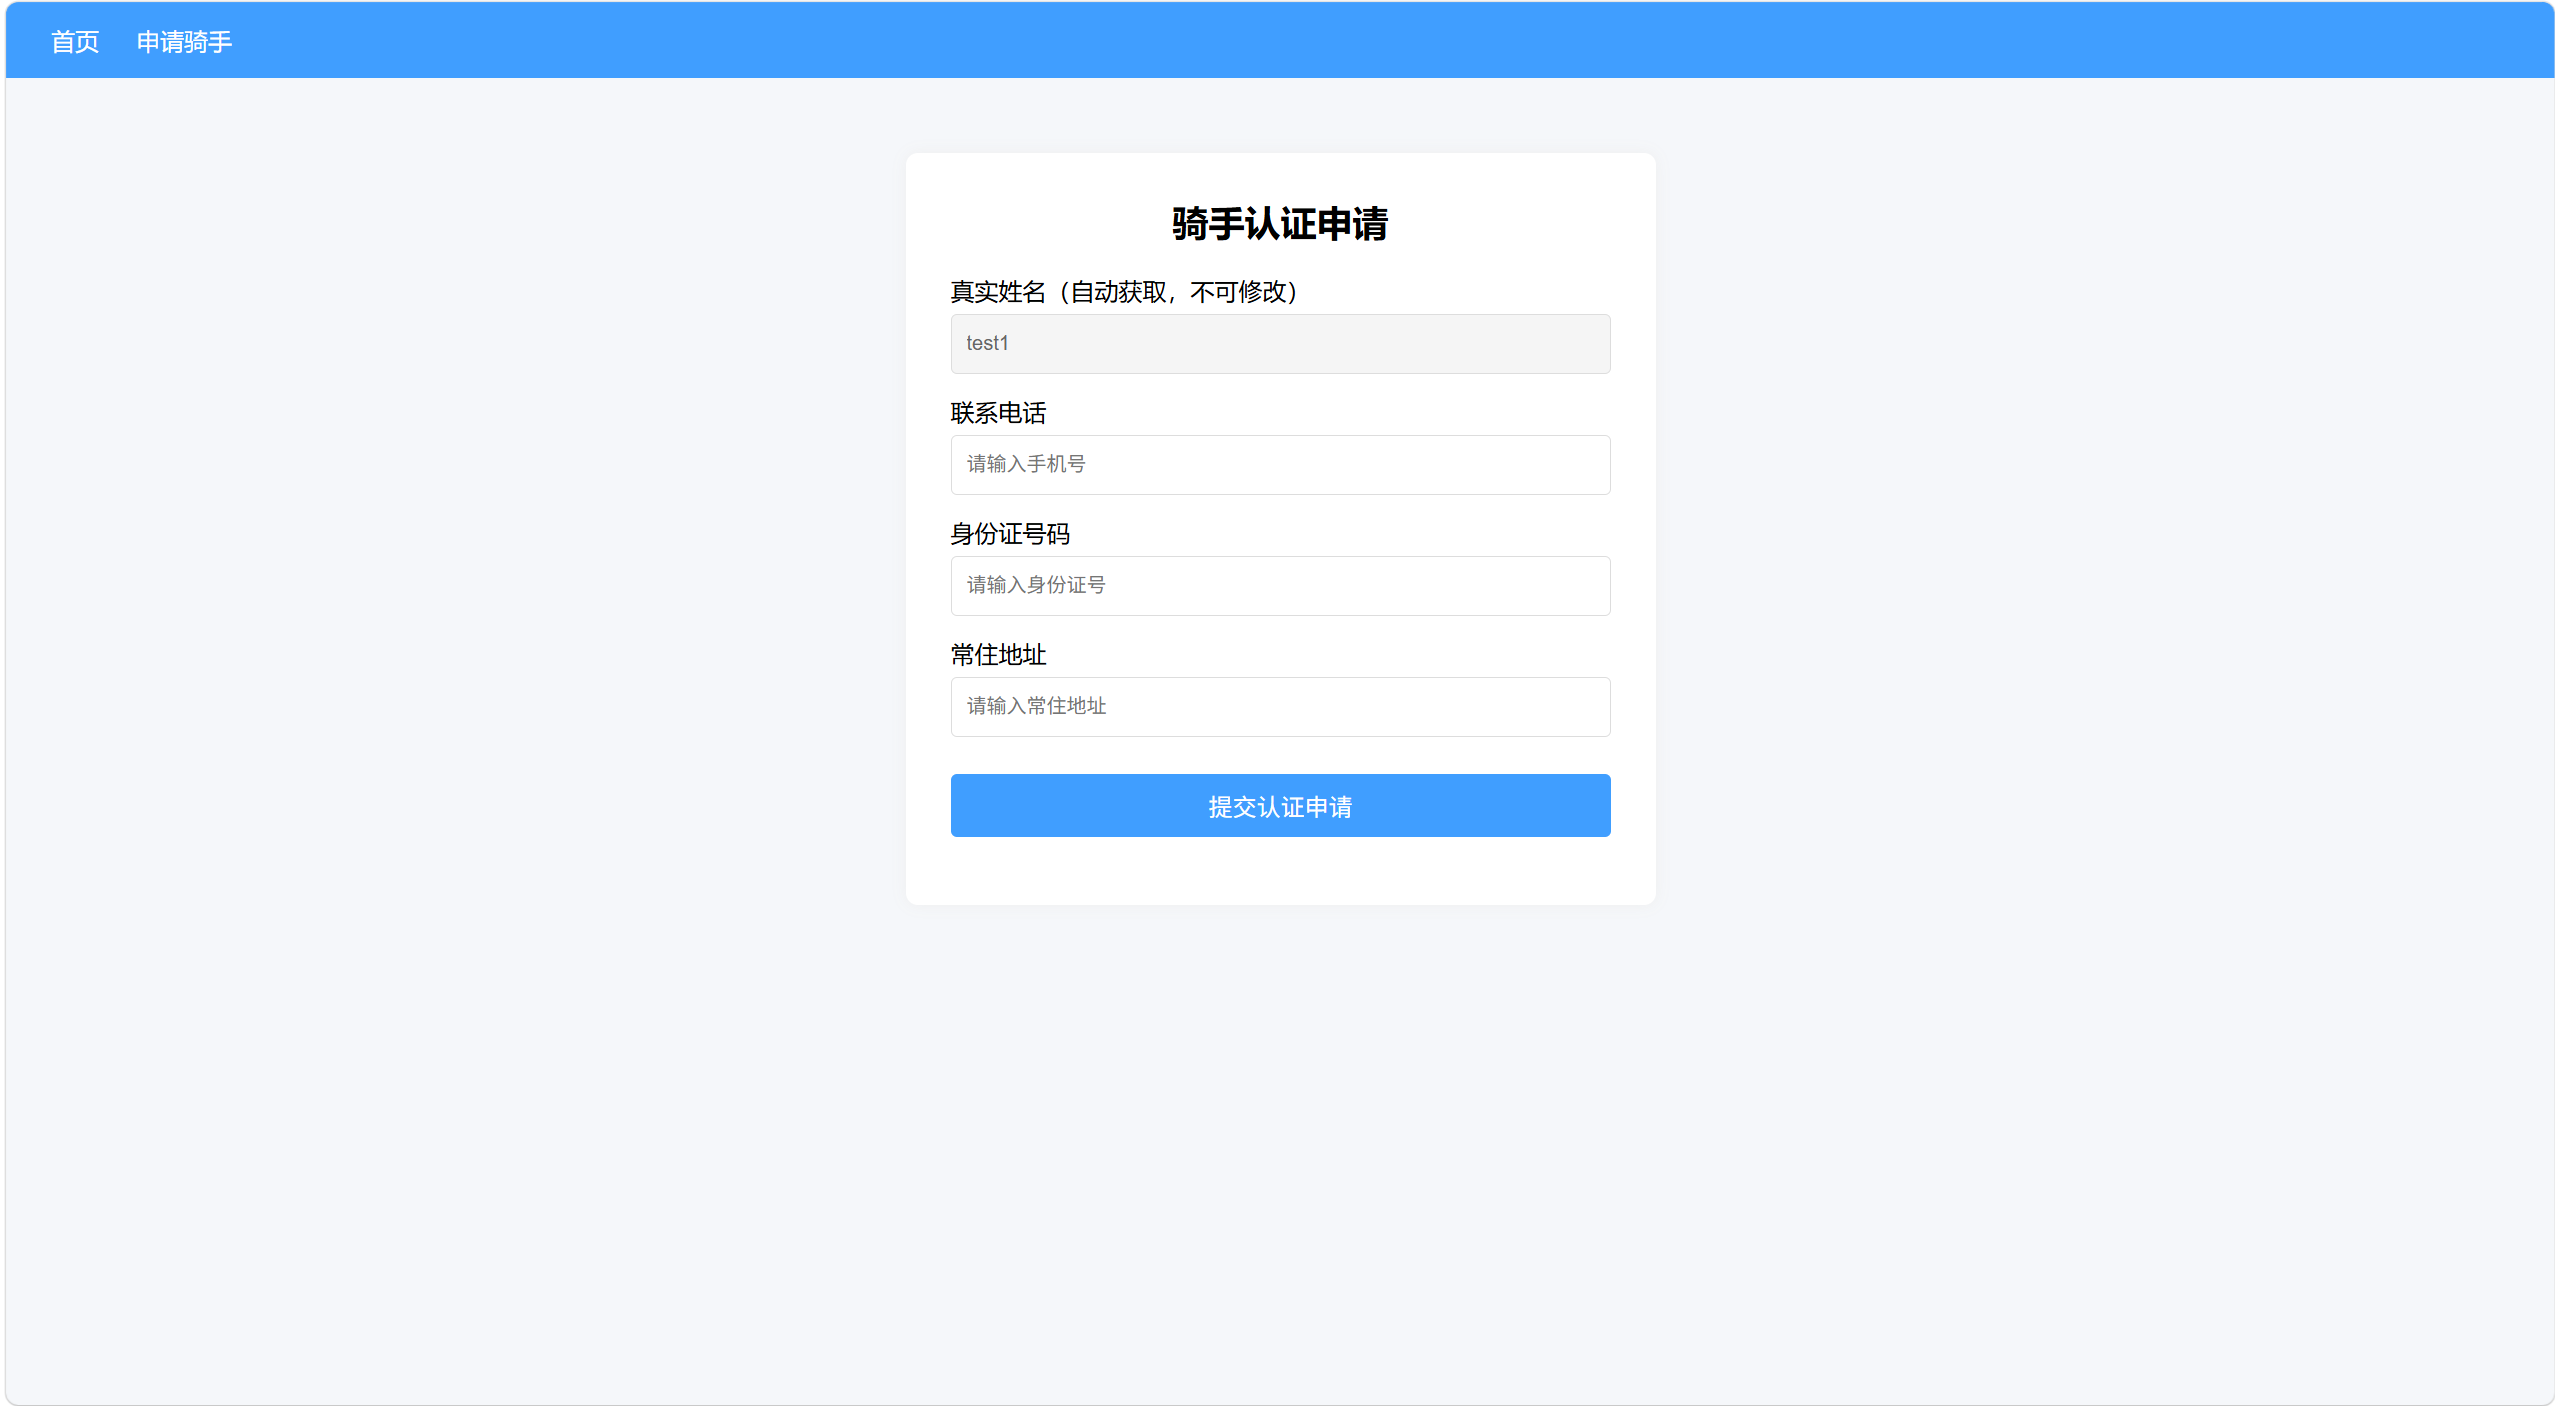 首页 申请骑手
骑手认证申请
真实姓名（自动获取，不可修改）
test1
联系电话
请输入手机号
身份证号码
请输入身份证号
常住地址
请输入常住地址
提交认证申请